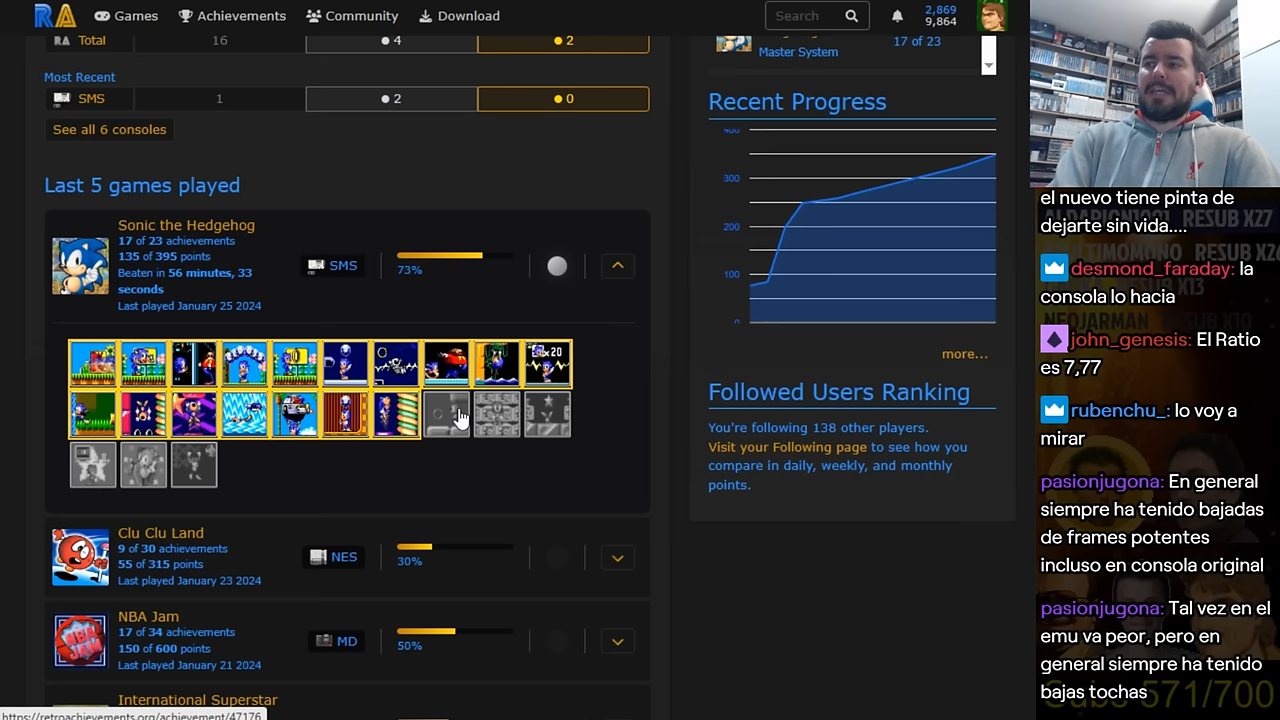 RA Games Achievements Community Download Search 2,869
9,864
RA Total 16 4 2
Most Recent
SMS 1 2 0
See all 6 consoles
Last 5 games played
Sonic the Hedgehog
17 of 23 achievements
135 of 395 points
Beaten in 56 minutes, 33
seconds
Last played January 25 2024
SMS
73%
x20
Clu Clu Land
9 of 30 achievements
55 of 315 points
Last played January 23 2024
NES
30%
NBA Jam
17 of 34 achievements
150 of 600 points
Last played January 21 2024
MD
50%
International Superstar
https://retroachievements.org/achievement/47176
Master System
17 of 23
Recent Progress
400
300
200
100
0
more...
Followed Users Ranking
You're following 138 other players.
Visit your Following page to see how you
compare in daily, weekly, and monthly
points.
el nuevo tiene pinta de
dejarte sin vida....
RESUB X27
desmond_faraday: la
consola lo hacia
john_genesis: El Ratio
es 7,77
rubenchu_: lo voy a
mirar
pasionjugona: En general
siempre ha tenido bajadas
de frames potentes
incluso en consola original
pasionjugona: Tal vez en el
emu va peor, pero en
general siempre ha tenido
bajas tochas
Subs 571/700